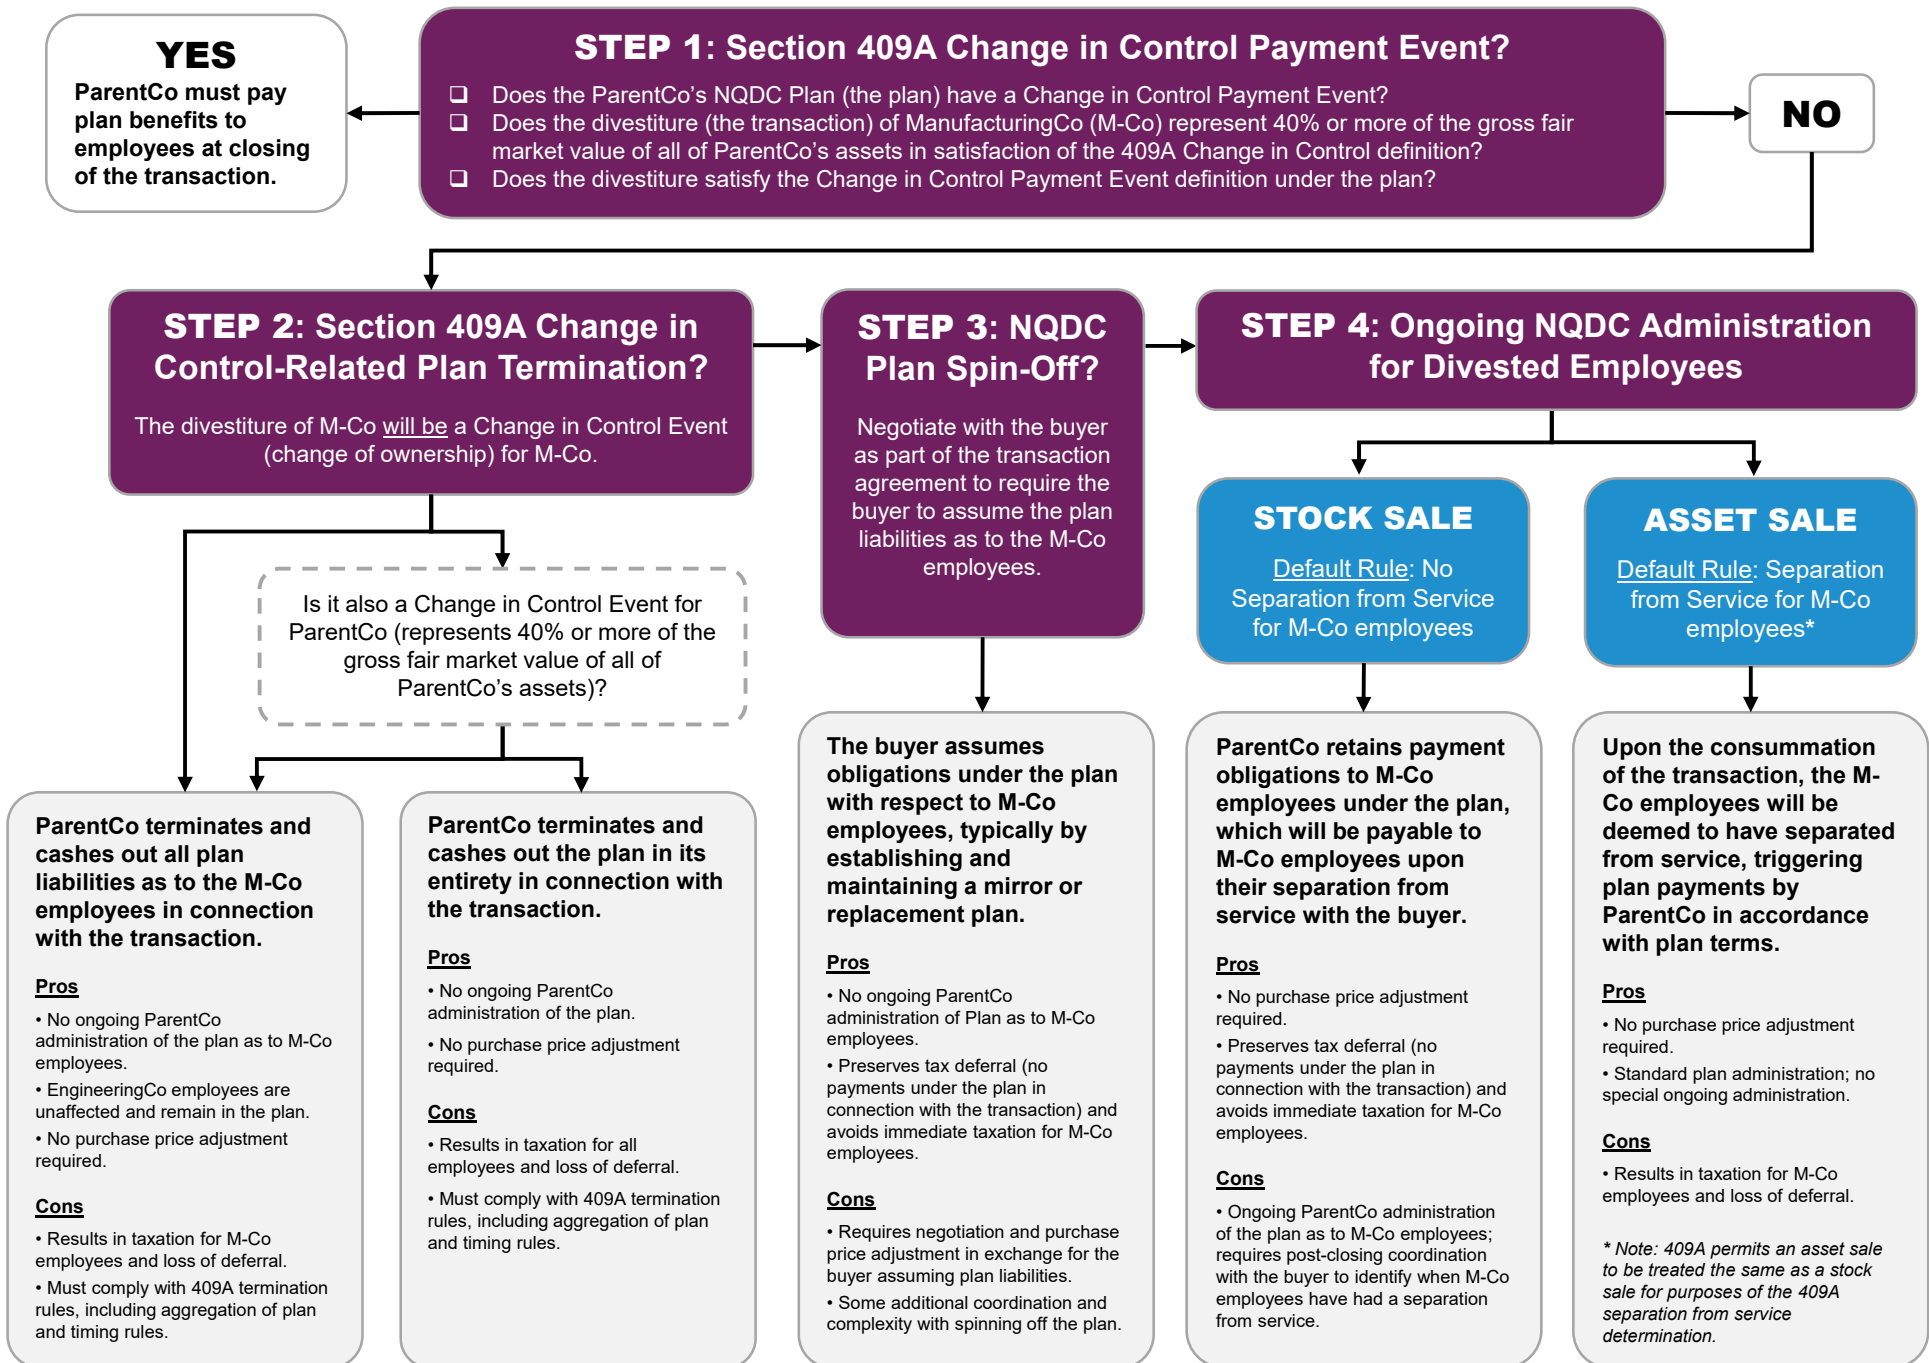 YES
ParentCo must pay
plan benefits to
employees at closing
of the transaction.
STEP 1: Section 409A Change in Control Payment Event?
❑ Does the ParentCo's NQDC Plan (the plan) have a Change in Control Payment Event?
❑ Does the divestiture (the transaction) of ManufacturingCo (M-Co) represent 40% or more of the gross fair
market value of all of ParentCo's assets in satisfaction of the 409A Change in Control definition?
❑ Does the divestiture satisfy the Change in Control Payment Event definition under the plan?
NO
STEP 2: Section 409A Change in
Control-Related Plan Termination?
The divestiture of M-Co will be a Change in Control Event
(change of ownership) for M-Co.
STEP 3: NQDC
Plan Spin-Off?
Negotiate with the buyer
as part of the transaction
agreement to require the
buyer to assume the plan
liabilities as to the M-Co
employees.
STEP 4: Ongoing NQDC Administration
for Divested Employees
STOCK SALE
Default Rule: No
Separation from Service
for M-Co employees
ASSET SALE
Default Rule: Separation
from Service for M-Co
employees*
Is it also a Change in Control Event for
ParentCo (represents 40% or more of the
gross fair market value of all of
ParentCo's assets)?
ParentCo terminates and
cashes out all plan
liabilities as to the M-Co
employees in connection
with the transaction.
Pros
• No ongoing ParentCo
administration of the plan as to M-Co
employees.
• EngineeringCo employees are
unaffected and remain in the plan.
• No purchase price adjustment
required.
Cons
• Results in taxation for M-Co
employees and loss of deferral.
• Must comply with 409A termination
rules, including aggregation of plan
and timing rules.
ParentCo terminates and
cashes out the plan in its
entirety in connection with
the transaction.
Pros
• No ongoing ParentCo
administration of the plan.
• No purchase price adjustment
required.
Cons
• Results in taxation for all
employees and loss of deferral.
• Must comply with 409A termination
rules, including aggregation of plan
and timing rules.
The buyer assumes
obligations under the plan
with respect to M-Co
employees, typically by
establishing and
maintaining a mirror or
replacement plan.
Pros
• No ongoing ParentCo
administration of Plan as to M-Co
employees.
• Preserves tax deferral (no
payments under the plan in
connection with the transaction) and
avoids immediate taxation for M-Co
employees.
Cons
• Requires negotiation and purchase
price adjustment in exchange for the
buyer assuming plan liabilities.
• Some additional coordination and
complexity with spinning off the plan.
ParentCo retains payment
obligations to M-Co
employees under the plan,
which will be payable to
M-Co employees upon
their separation from
service with the buyer.
Pros
• No purchase price adjustment
required.
• Preserves tax deferral (no
payments under the plan in
connection with the transaction) and
avoids immediate taxation for M-Co
employees.
Cons
• Ongoing ParentCo administration
of the plan as to M-Co employees;
requires post-closing coordination
with the buyer to identify when M-Co
employees have had a separation
from service.
Upon the consummation
of the transaction, the M-
Co employees will be
deemed to have separated
from service, triggering
plan payments by
ParentCo in accordance
with plan terms.
Pros
• No purchase price adjustment
required.
• Standard plan administration; no
special ongoing administration.
Cons
• Results in taxation for M-Co
employees and loss of deferral.
* Note: 409A permits an asset sale
to be treated the same as a stock
sale for purposes of the 409A
separation from service
determination.